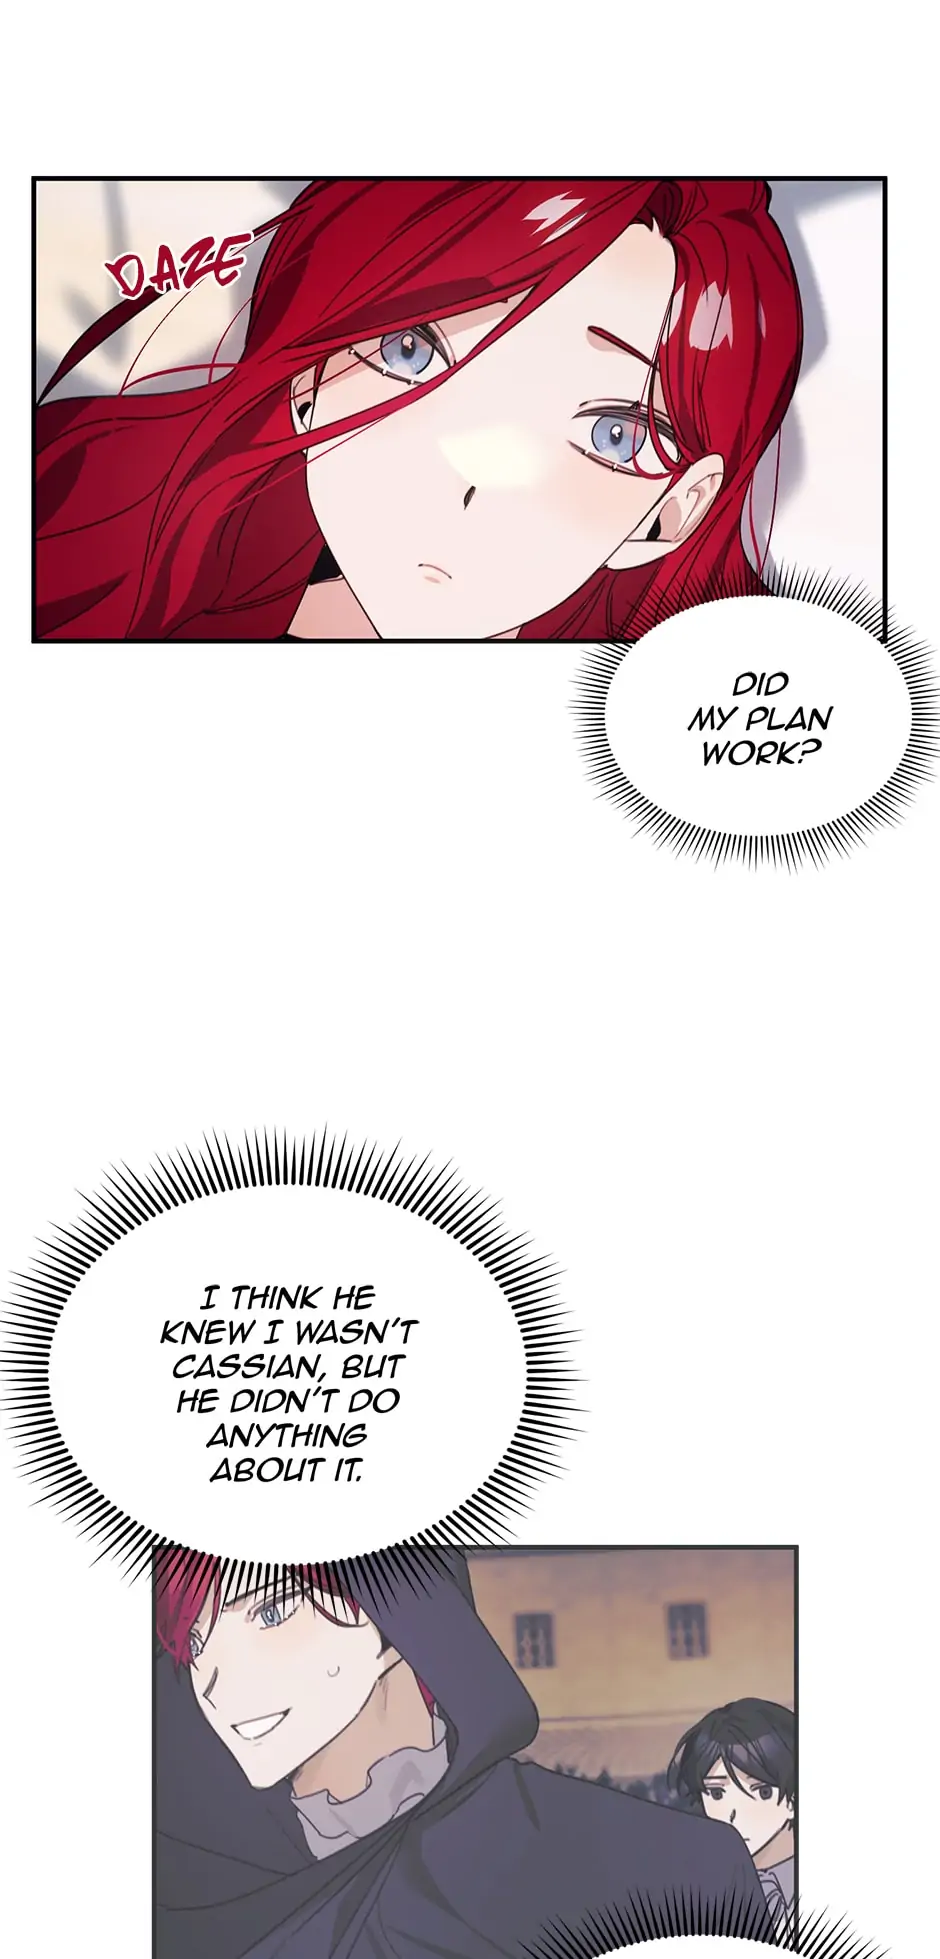 DAZE
DID
MY PLAN
WORK?
I THINK HE
KNEW I WASN'T
CASSIAN, BUT
HE DIDN'T DO
ANYTHING
ABOUT IT.